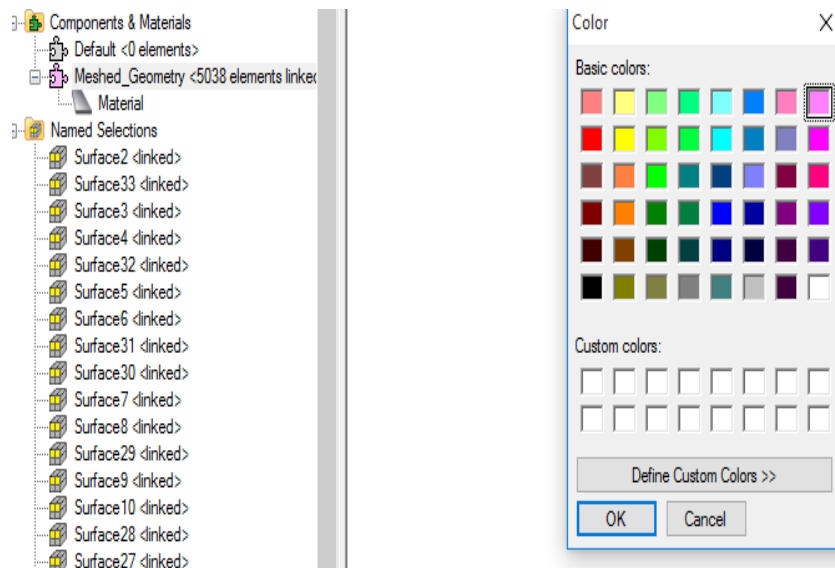 Components & Materials
Default <0 elements>
Meshed_Geometry <5038 elements linked
Material
Named Selections
Surface2 <linked>
Surface33 <linked>
Surface3 <linked>
Surface4 <linked>
Surface32 <linked>
Surface5 <linked>
Surface6 <linked>
Surface31 <linked>
Surface30 <linked>
Surface7 <linked>
Surface8 <linked>
Surface29 <linked>
Surface9 <linked>
Surface10 <linked>
Surface28 <linked>
Surface27 <linked>
Color
Basic colors:
Custom colors:
Define Custom Colors >>
OK
Cancel